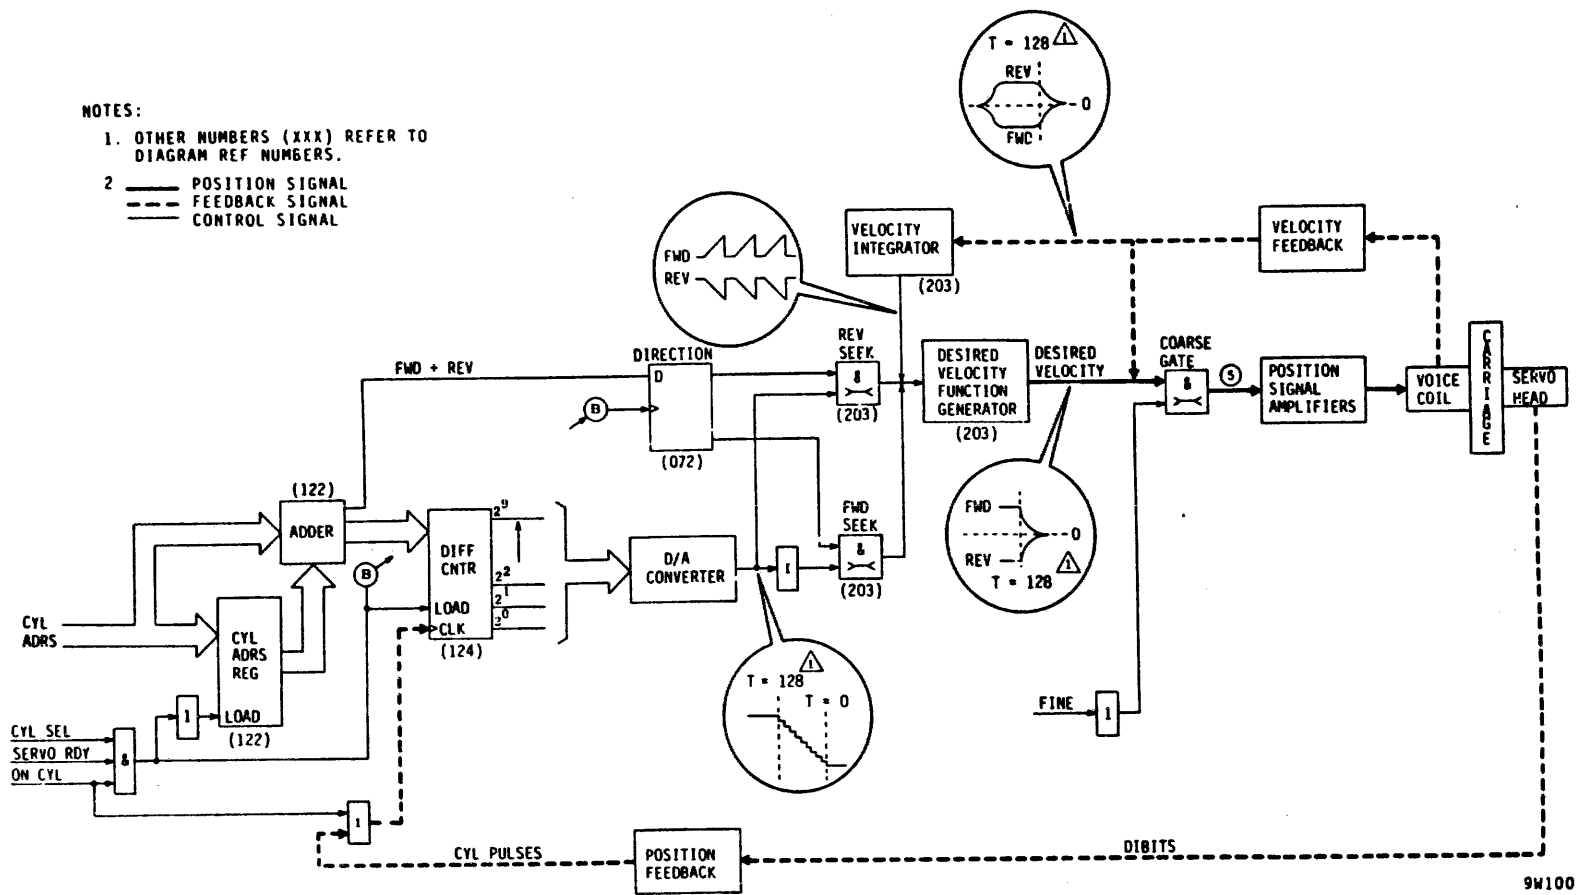 NOTES:
1. OTHER NUMBERS (XXX) REFER TO
DIAGRAM REF NUMBERS.
2 POSITION SIGNAL
FEEDBACK SIGNAL
CONTROL SIGNAL
T = 128 1
REV
0
FWD
FWD
REV
VELOCITY
INTEGRATOR
(203)
VELOCITY
FEEDBACK
FWD + REV
DIRECTION
D
B
(072)
REV
SEEK
&
(203)
DESIRED
VELOCITY
FUNCTION
GENERATOR
(203)
DESIRED
VELOCITY
COARSE
GATE
&
S
POSITION
SIGNAL
AMPLIFIERS
VOICE
COIL
CARRIAGE
SERVO
HEAD
(122)
ADDER
B
DIFF
CNTR
LOAD
CLK
(124)
2^9
2^2
2^1
2^0
D/A
CONVERTER
I
FWD
SEEK
&
(203)
FWD
0
REV
T = 128 1
CYL
ADRS
CYL
ADRS
REG
LOAD
(122)
1
CYL SEL
SERVO RDY
ON CYL
&
T = 128 1
T = 0
FINE
1
1
CYL PULSES
POSITION
FEEDBACK
DIBITS
9W100